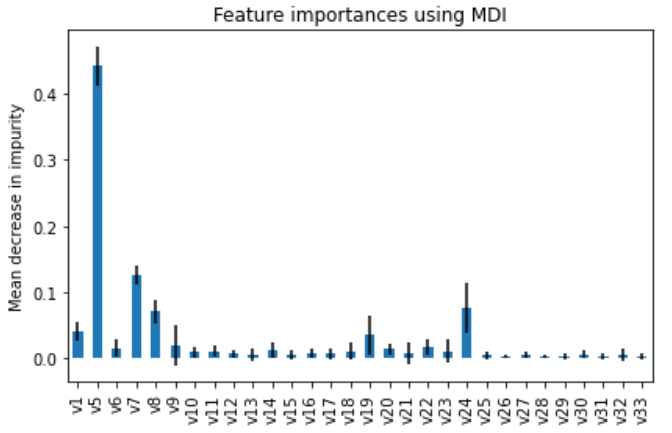 Feature importances using MDI
Mean decrease in impurity
0.4
0.3
0.2
0.1
0.0
v1 v5 v6 v7 v8 v9 v10 v11 v12 v13 v14 v15 v16 v17 v18 v19 v20 v21 v22 v23 v24 v25 v26 v27 v28 v29 v30 v31 v32 v33